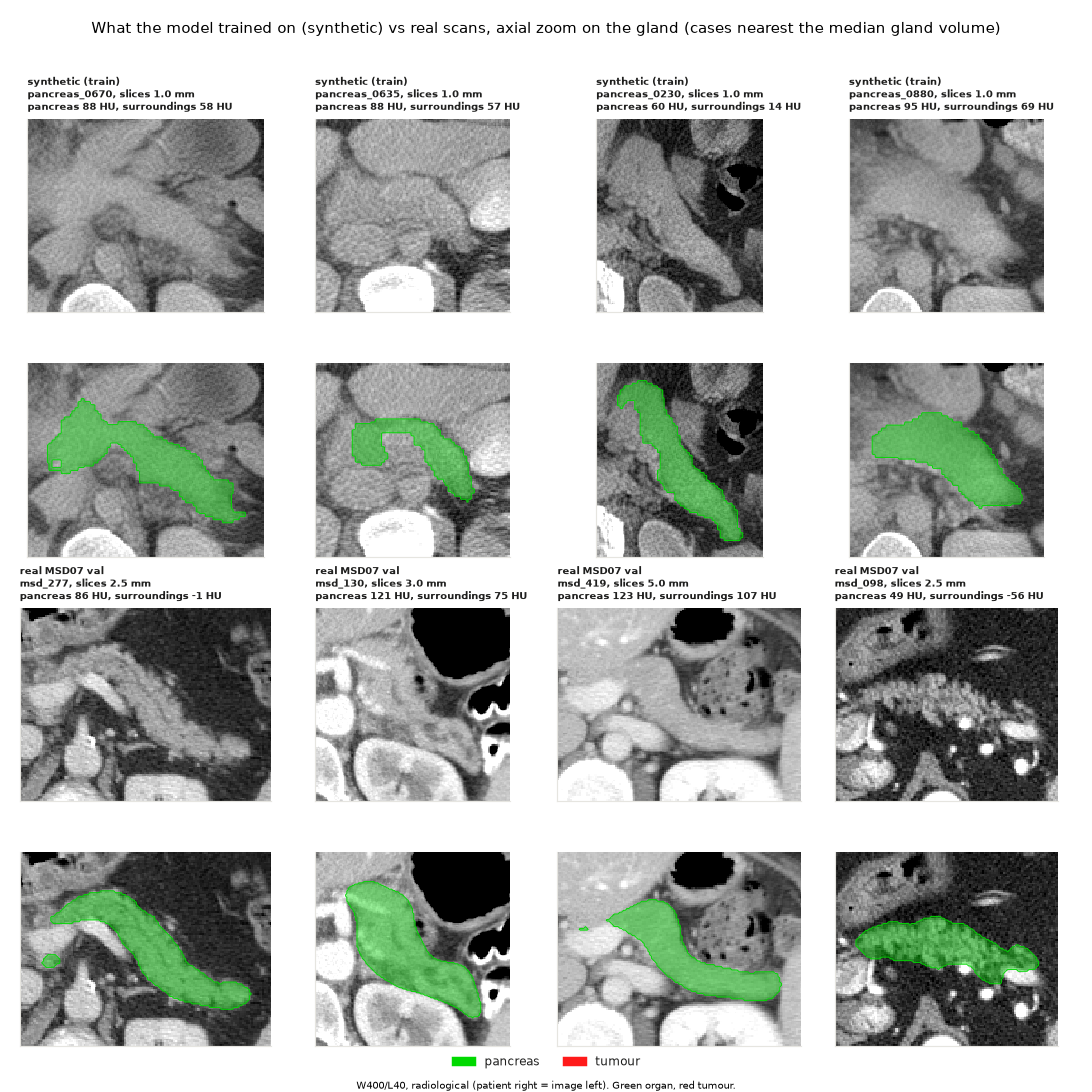 What the model trained on (synthetic) vs real scans, axial zoom on the gland (cases nearest the median gland volume)
synthetic (train)
pancreas_0670, slices 1.0 mm
pancreas 88 HU, surroundings 58 HU
synthetic (train)
pancreas_0635, slices 1.0 mm
pancreas 88 HU, surroundings 57 HU
synthetic (train)
pancreas_0230, slices 1.0 mm
pancreas 60 HU, surroundings 14 HU
synthetic (train)
pancreas_0880, slices 1.0 mm
pancreas 95 HU, surroundings 69 HU
real MSD07 val
msd_277, slices 2.5 mm
pancreas 86 HU, surroundings -1 HU
real MSD07 val
msd_130, slices 3.0 mm
pancreas 121 HU, surroundings 75 HU
real MSD07 val
msd_419, slices 5.0 mm
pancreas 123 HU, surroundings 107 HU
real MSD07 val
msd_098, slices 2.5 mm
pancreas 49 HU, surroundings -56 HU
pancreas
tumour
W400/L40, radiological (patient right = image left). Green organ, red tumour.